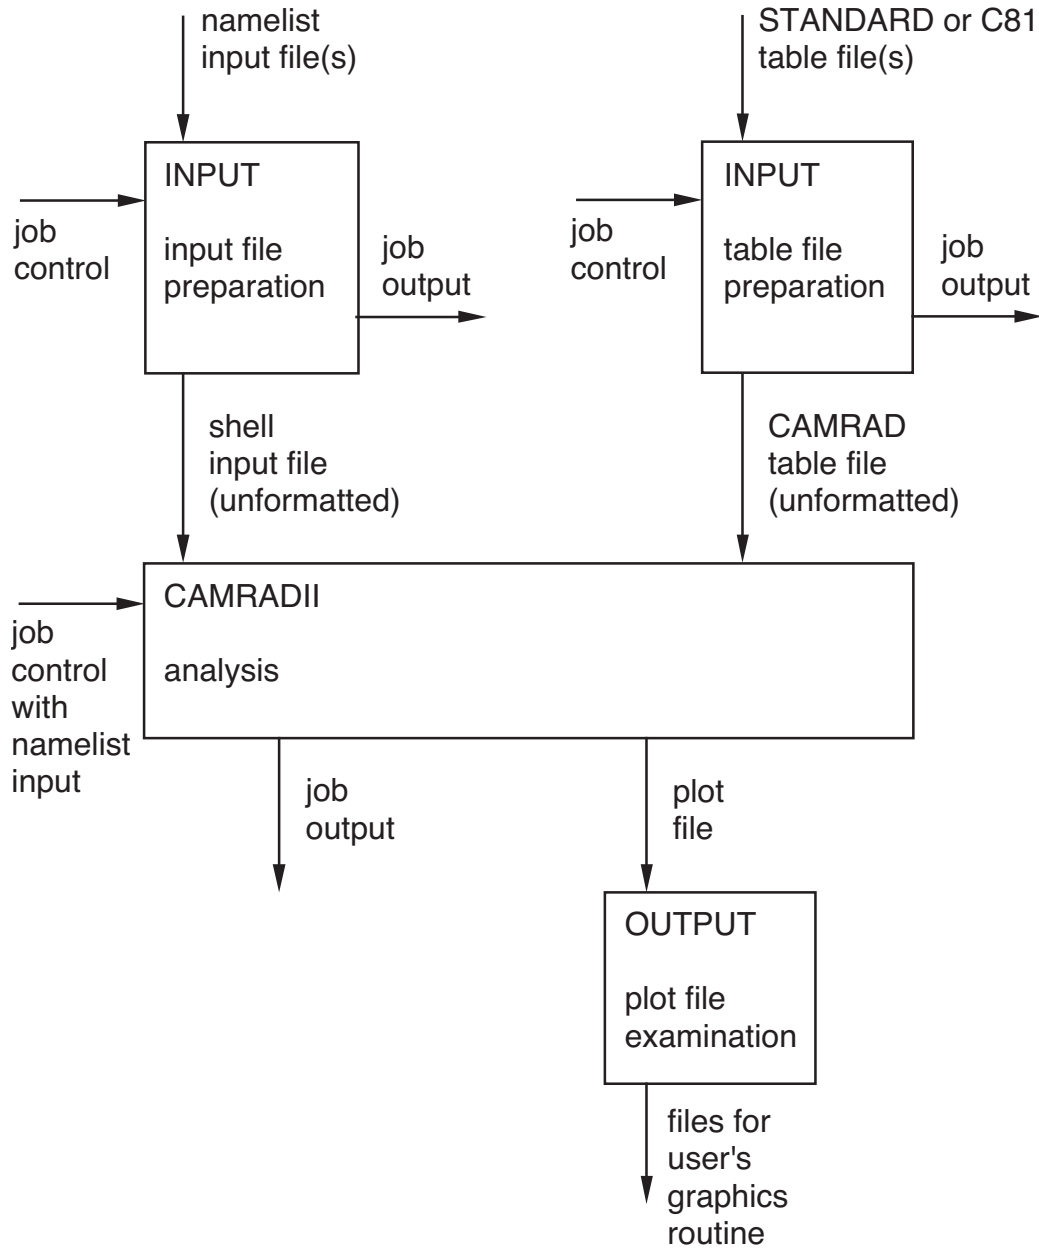 namelist
input file(s)
STANDARD or C81
table file(s)
INPUT
input file
preparation
job
control
job
output
INPUT
table file
preparation
job
control
job
output
shell
input file
(unformatted)
CAMRAD
table file
(unformatted)
CAMRADII
analysis
job
control
with
namelist
input
job
output
plot
file
OUTPUT
plot file
examination
files for
user's
graphics
routine